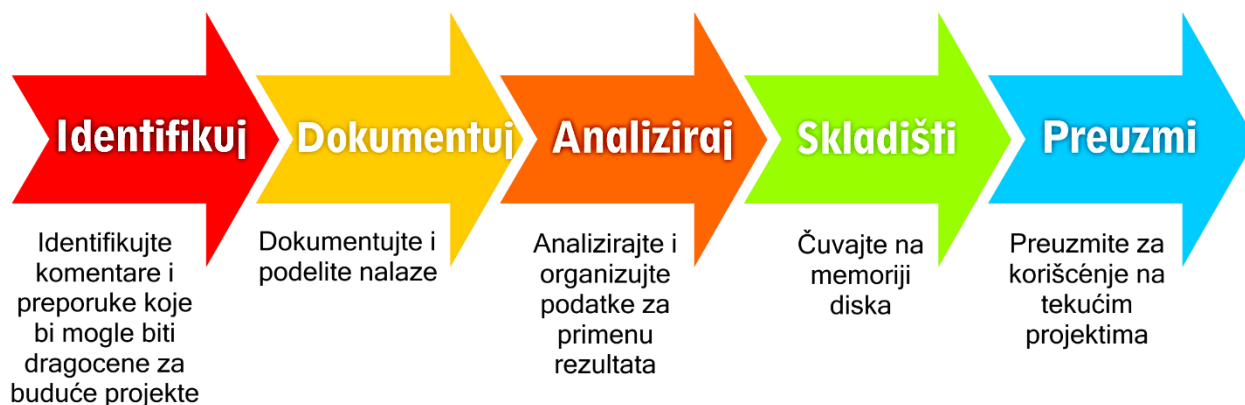 Identifikuj
Dokumentuj
Analiziraj
Skladišti
Preuzmi
Identifikujte
komentare i
preporuke koje
bi mogle biti
dragocene za
buduće projekte
Dokumentujte i
podelite nalaze
Analizirajte i
organizujte
podatke za
primenu
rezultata
Čuvajte na
memoriji
diska
Preuzmite za
korišćénje na
tekućim
projektima